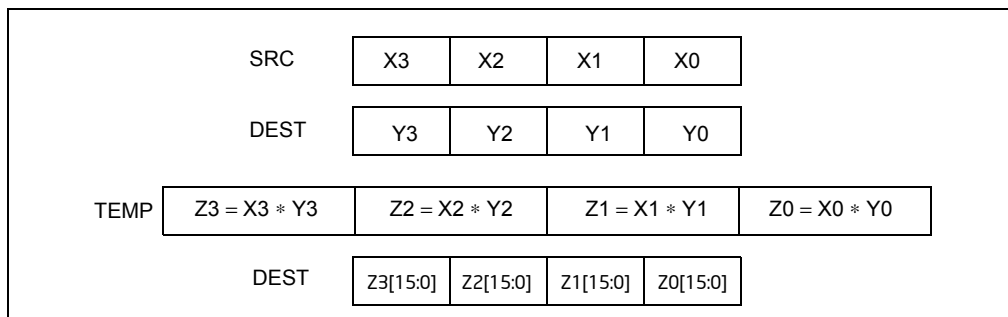 SRC X3 X2 X1 X0
DEST Y3 Y2 Y1 Y0
TEMP Z3 = X3 ∗ Y3 Z2 = X2 ∗ Y2 Z1 = X1 ∗ Y1 Z0 = X0 ∗ Y0
DEST Z3[15:0] Z2[15:0] Z1[15:0] Z0[15:0]